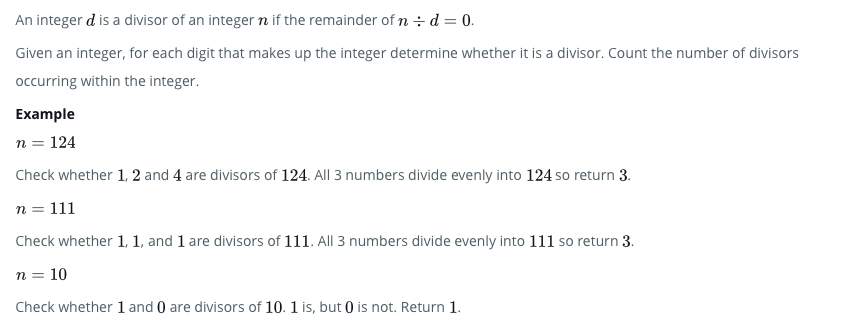 An integer d is a divisor of an integer n if the remainder of n ÷ d = 0.
Given an integer, for each digit that makes up the integer determine whether it is a divisor. Count the number of divisors
occurring within the integer.
Example
n = 124
Check whether 1, 2 and 4 are divisors of 124. All 3 numbers divide evenly into 124 so return 3.
n = 111
Check whether 1, 1, and 1 are divisors of 111. All 3 numbers divide evenly into 111 so return 3.
n = 10
Check whether 1 and 0 are divisors of 10. 1 is, but 0 is not. Return 1.